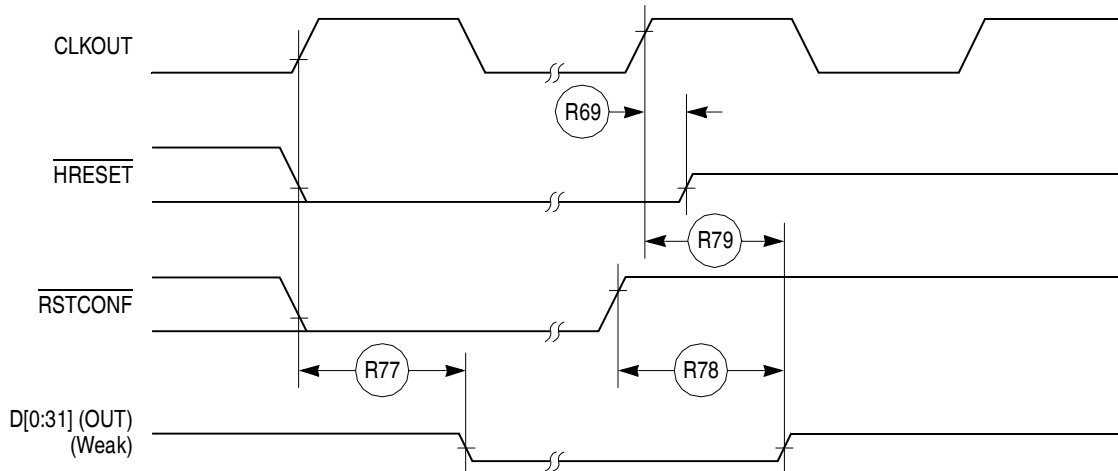 CLKOUT
R69
HRESET
R79
RSTCONF
R77
R78
D[0:31] (OUT)
(Weak)